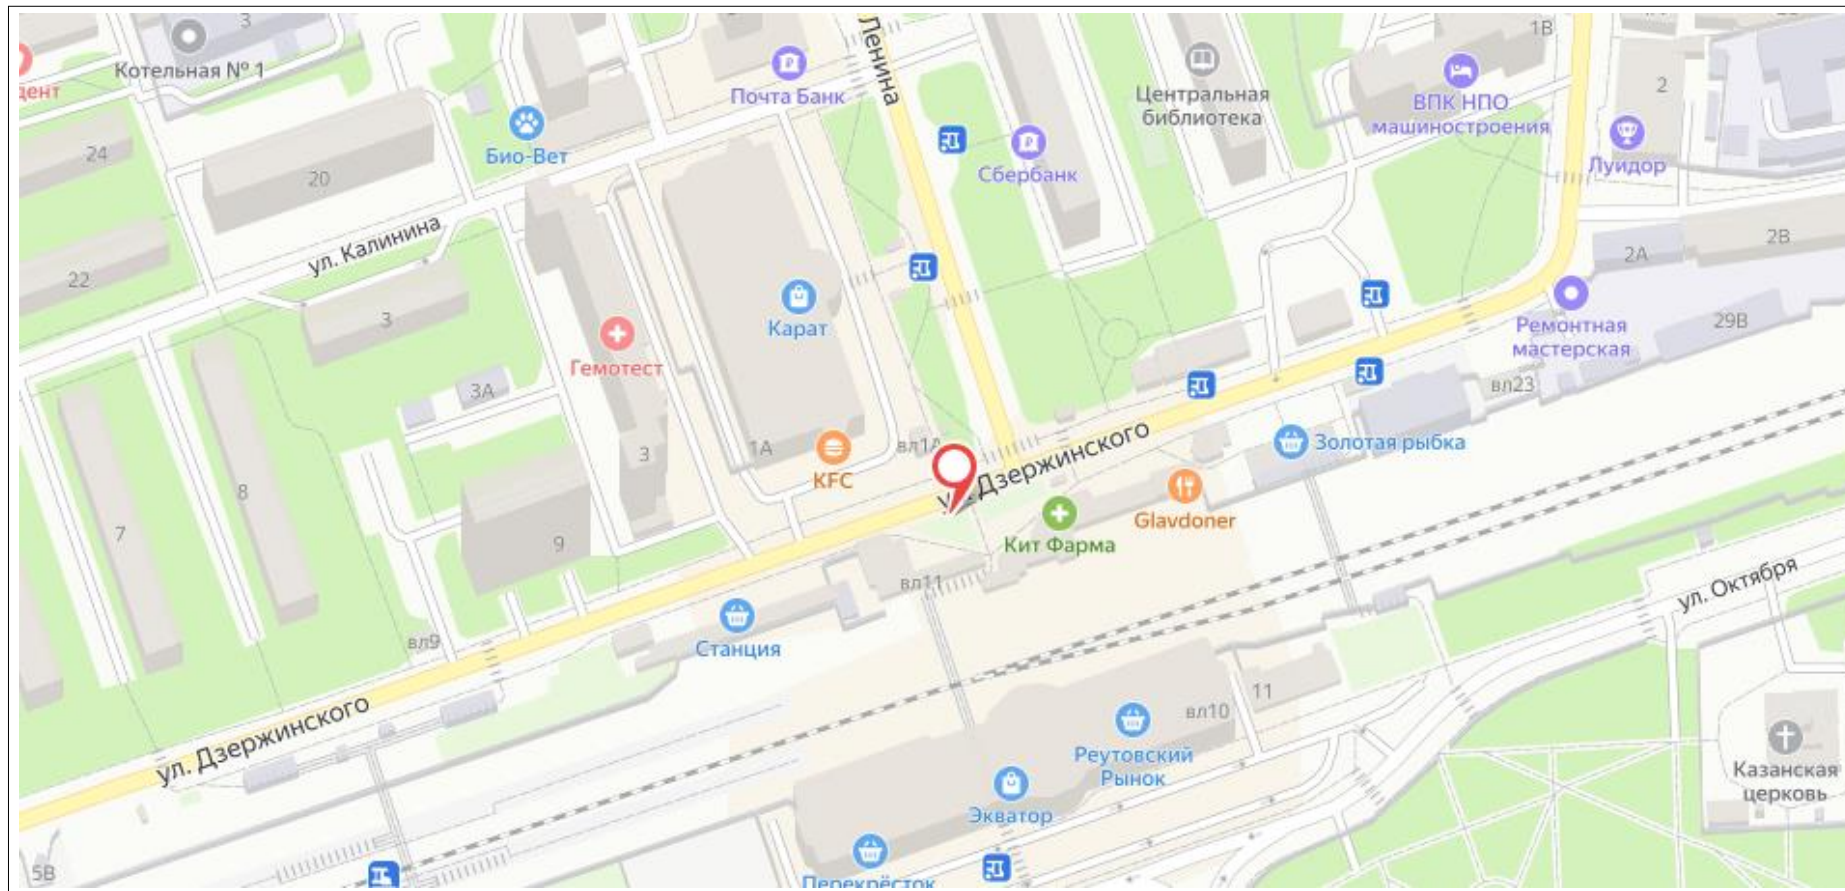 3
Котельная № 1
дент
24
20
22
ул. Калинина
3
Био-Вет
Почта Банк
Ленина
Сбербанк
Центральная
библиотека
1В
ВПК НПО
машиностроения
2
Луидор
2А
2В
29В
Ремонтная
мастерская
вл23
Карат
Гемотест
3А
3
1А
KFC
вл1А
ул. Дзержинского
Золотая рыбка
Glavdoner
Кит Фарма
7
8
9
вл9
вл11
Станция
ул. Дзержинского
ул. Октября
11
вл10
Реутовский
Рынок
Экватор
Перекрёсток
Казанская
церковь
5В